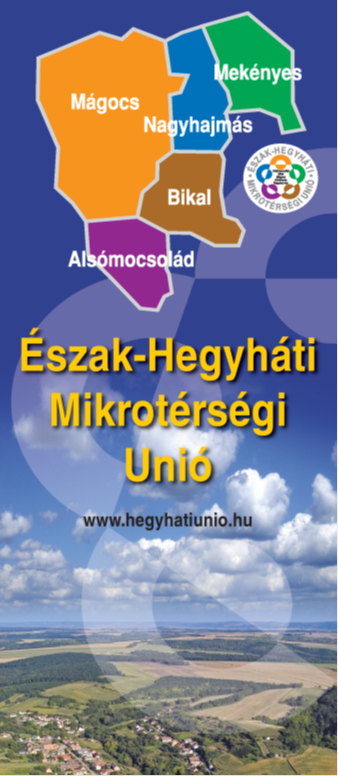 Mekényes
Mágocs
Nagyhajmás
Bikal
Alsómocsolád
ÉSZAK-HEGYHÁTI
MIKROTÉRSÉGI UNIÓ
Észak-Hegyháti
Mikrotérségi
Unió
www.hegyhatiunio.hu